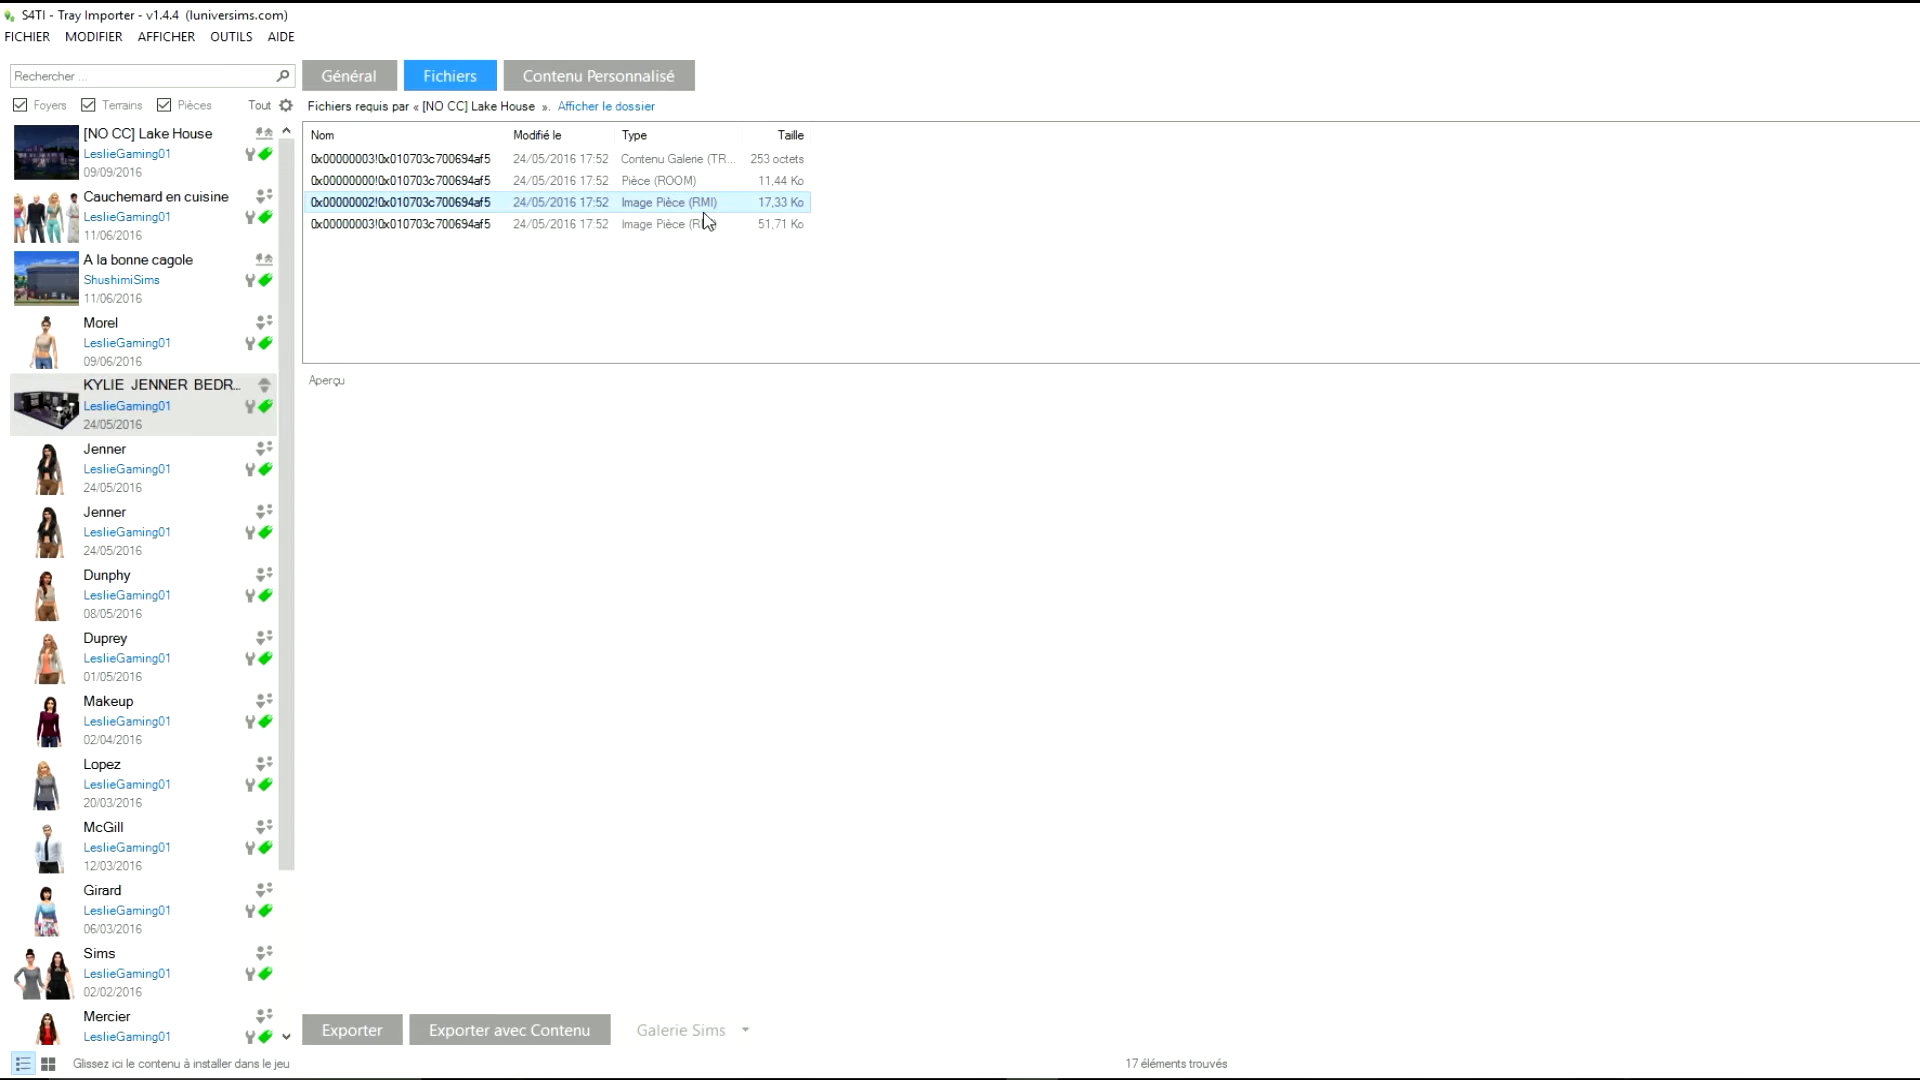 S4TI - Tray Importer - v1.4.4 (luniversims.com)
FICHIER MODIFIER AFFICHER OUTILS AIDE
Rechercher ...
Général Fichiers Contenu Personnalisé
Foyers Terrains Pièces Tout
Fichiers requis par « [NO CC] Lake House ». Afficher le dossier
Nom Modifié le Type Taille
0x00000003!0x010703c700694af5 24/05/2016 17:52 Contenu Galerie (TR... 253 octets
0x00000000!0x010703c700694af5 24/05/2016 17:52 Pièce (ROOM) 11,44 Ko
0x00000002!0x010703c700694af5 24/05/2016 17:52 Image Pièce (RMI) 17,33 Ko
0x00000003!0x010703c700694af5 24/05/2016 17:52 Image Pièce 51,71 Ko
Aperçu
[NO CC] Lake House
LeslieGaming01
09/09/2016
Cauchemard en cuisine
LeslieGaming01
11/06/2016
A la bonne cagole
ShushimiSims
11/06/2016
Morel
LeslieGaming01
09/06/2016
KYLIE JENNER BEDR...
LeslieGaming01
24/05/2016
Jenner
LeslieGaming01
24/05/2016
Jenner
LeslieGaming01
24/05/2016
Dunphy
LeslieGaming01
08/05/2016
Duprey
LeslieGaming01
01/05/2016
Makeup
LeslieGaming01
02/04/2016
Lopez
LeslieGaming01
20/03/2016
McGill
LeslieGaming01
12/03/2016
Girard
LeslieGaming01
06/03/2016
Sims
LeslieGaming01
02/02/2016
Mercier
LeslieGaming01
Exporter Exporter avec Contenu Galerie Sims
Glissez ici le contenu à installer dans le jeu
17 éléments trouvés